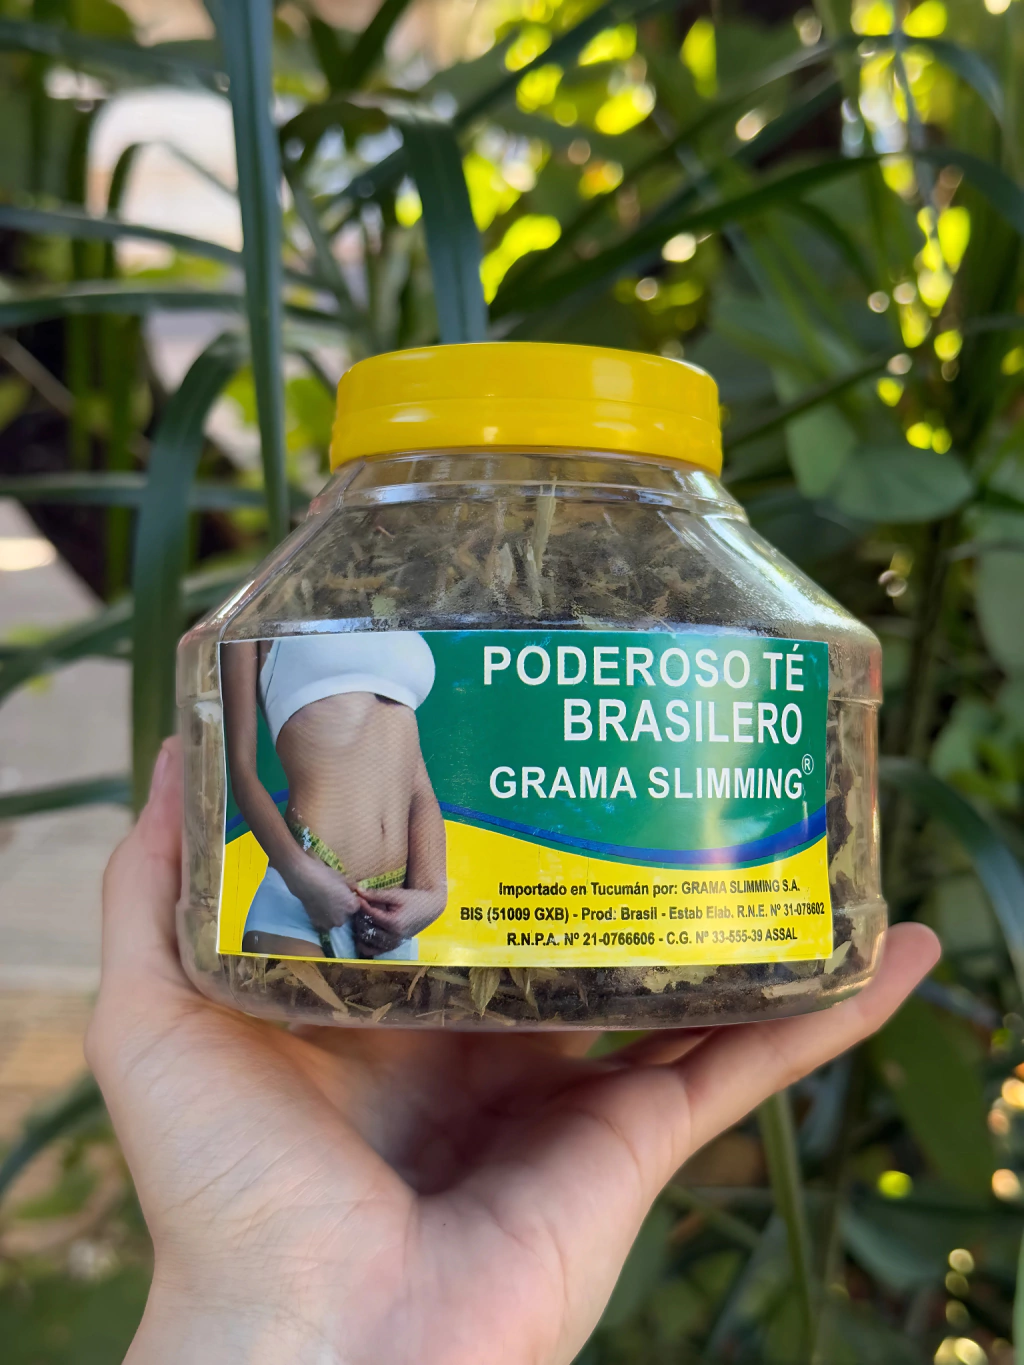 PODEROSO TÉ
BRASILERO
GRAMA SLIMMING®
Importado en Tucumán por: GRAMA SLIMMING S.A.
BIS (51009 GXB) - Prod: Brasil - Estab Elab. R.N.E. Nº 31-078602
R.N.P.A. Nº 21-0766606 - C.G. Nº 33-555-39 ASSAL